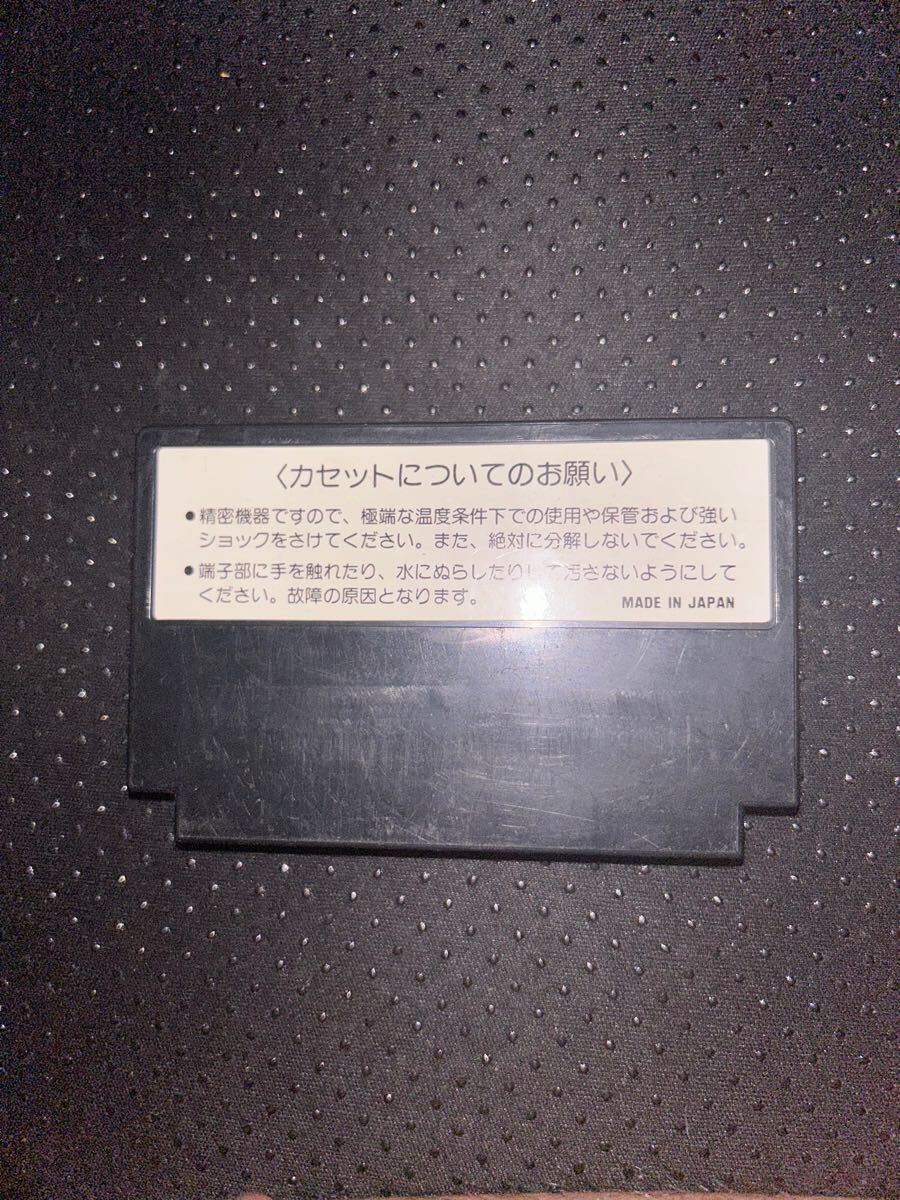 〈カセットについてのお願い〉
●精密機器ですので、極端な温度条件下での使用や保管および強い
ショックをさけてください。また、絶対に分解しないでください。
●端子部に手を触れたり、水にぬらしたりして汚さないようにして
ください。故障の原因となります。
MADE IN JAPAN